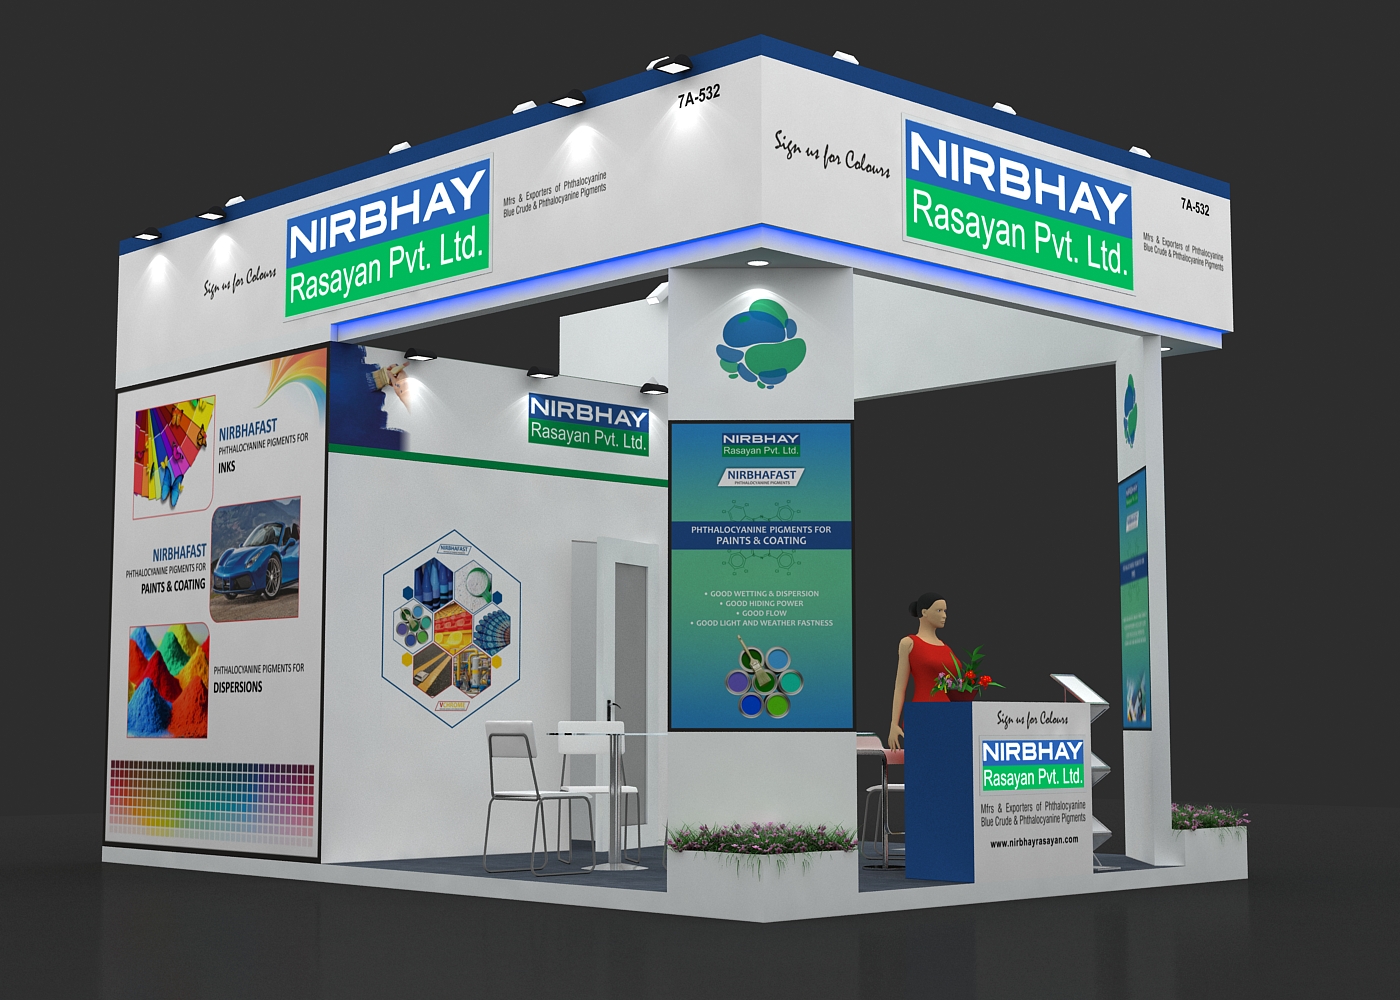 7A-532
Sign us for Colours
NIRBHAY
Rasayan Pvt. Ltd.
Mfrs & Exporters of Phthalocyanine
Blue Crude & Phthalocyanine Pigments
Sign us for Colours
NIRBHAY
Rasayan Pvt. Ltd.
7A-532
Mfrs & Exporters of Phthalocyanine
Blue Crude & Phthalocyanine Pigments
NIRBHAFAST
PHTHALOCYANINE PIGMENTS FOR
INKS
NIRBHAFAST
PHTHALOCYANINE PIGMENTS FOR
PAINTS & COATING
PHTHALOCYANINE PIGMENTS FOR
DISPERSIONS
NIRBHAY
Rasayan Pvt. Ltd.
NIRBHAFAST
VCHROME
NIRBHAY
Rasayan Pvt. Ltd.
NIRBHAFAST
PHTHALOCYANINE PIGMENTS
PHTHALOCYANINE PIGMENTS FOR
PAINTS & COATING
• GOOD WETTING & DISPERSION
• GOOD HIDING POWER
• GOOD FLOW
• GOOD LIGHT AND WEATHER FASTNESS
Sign us for Colours
NIRBHAY
Rasayan Pvt. Ltd.
Mfrs & Exporters of Phthalocyanine
Blue Crude & Phthalocyanine Pigments
www.nirbhayrasayan.com